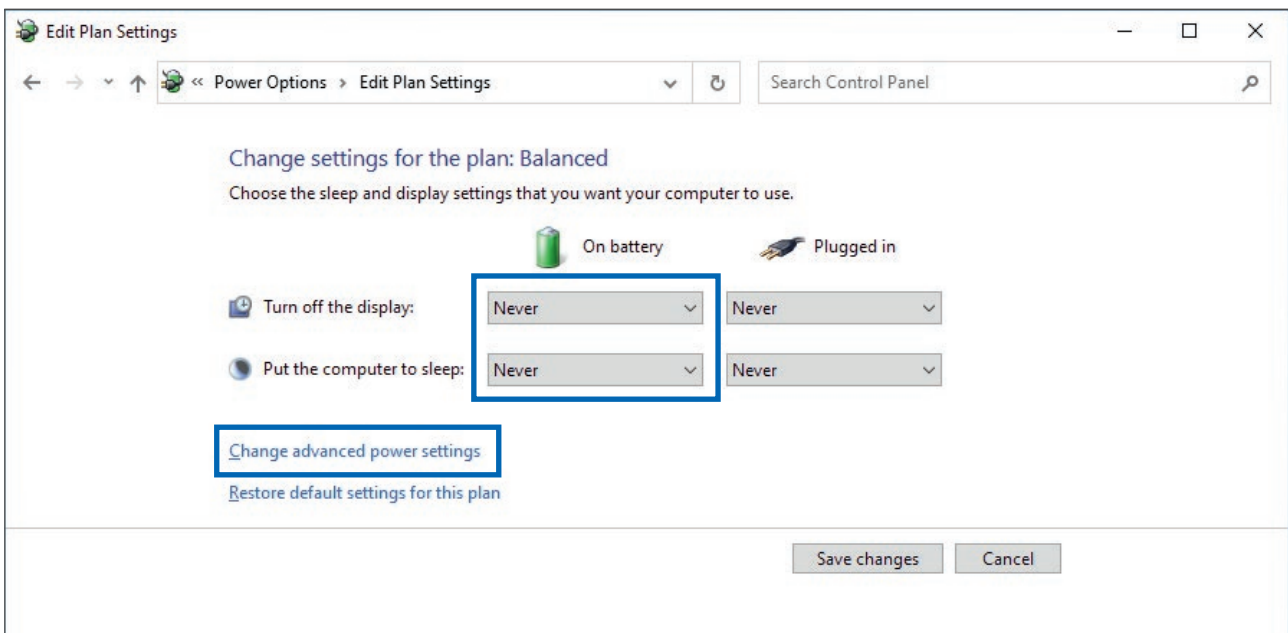 Edit Plan Settings
« Power Options > Edit Plan Settings
Search Control Panel
Change settings for the plan: Balanced
Choose the sleep and display settings that you want your computer to use.
On battery Plugged in
Turn off the display: Never Never
Put the computer to sleep: Never Never
Change advanced power settings
Restore default settings for this plan
Save changes Cancel